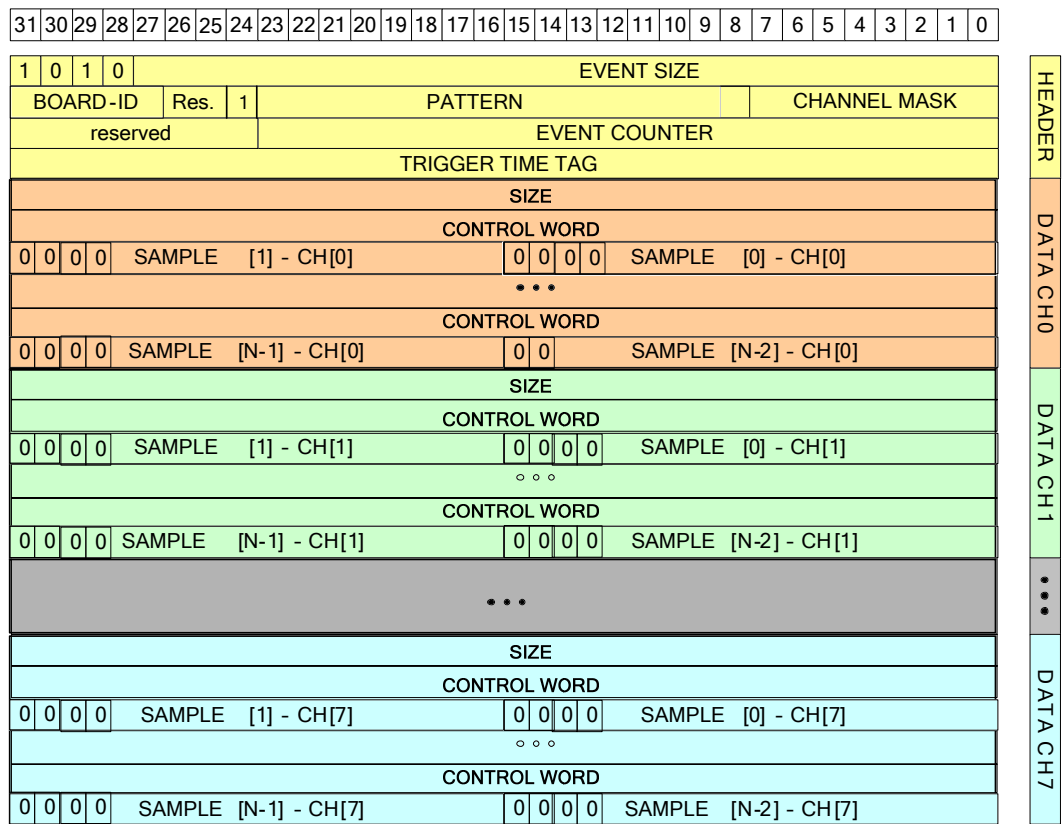 31 30 29 28 27 26 25 24 23 22 21 20 19 18 17 16 15 14 13 12 11 10 9 8 7 6 5 4 3 2 1 0
1 0 1 0 EVENT SIZE
BOARD-ID Res. 1 PATTERN CHANNEL MASK
reserved EVENT COUNTER
TRIGGER TIME TAG
HEADER
SIZE
CONTROL WORD
0 0 0 0 SAMPLE [1] - CH[0] 0 0 0 0 SAMPLE [0] - CH[0]
•••
CONTROL WORD
0 0 0 0 SAMPLE [N-1] - CH[0] 0 0 SAMPLE [N-2] - CH[0]
DATA CH0
SIZE
CONTROL WORD
0 0 0 0 SAMPLE [1] - CH[1] 0 0 0 0 SAMPLE [0] - CH[1]
°°°
CONTROL WORD
0 0 0 0 SAMPLE [N-1] - CH[1] 0 0 0 0 SAMPLE [N-2] - CH[1]
DATA CH1
•••
•••
SIZE
CONTROL WORD
0 0 0 0 SAMPLE [1] - CH[7] 0 0 0 0 SAMPLE [0] - CH[7]
°°°
CONTROL WORD
0 0 0 0 SAMPLE [N-1] - CH[7] 0 0 0 0 SAMPLE [N-2] - CH[7]
DATA CH7